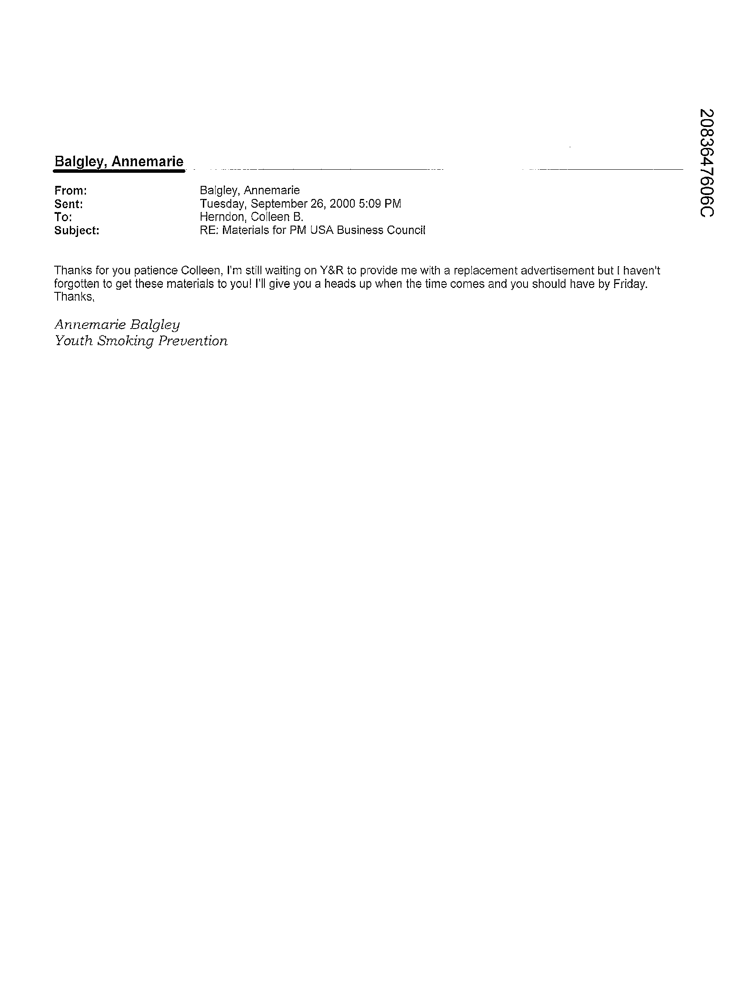 2083647606C
Balgley, Annemarie
From: Balgley, Annemarie
Sent: Tuesday, September 26, 2000 5:09 PM
To: Herndon, Colleen B.
Subject: RE: Materials for PM USA Business Council
Thanks for you patience Colleen, I'm still waiting on Y&R to provide me with a replacement advertisement but I haven't
forgotten to get these materials to you! I'll give you a heads up when the time comes and you should have by Friday.
Thanks,
Annemarie Balgley
Youth Smoking Prevention